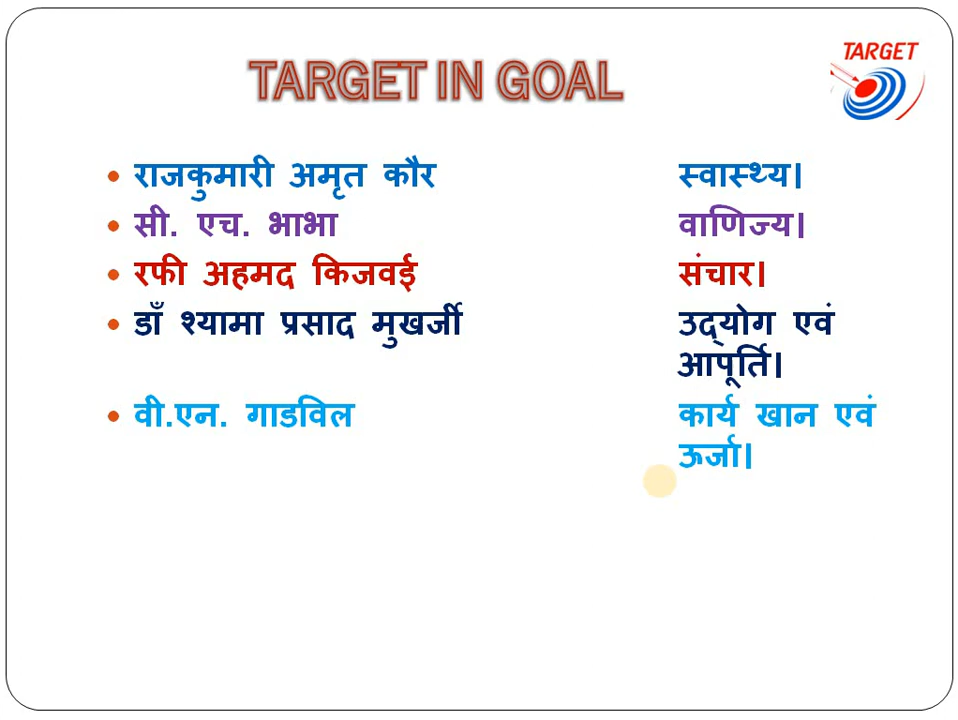 TARGET IN GOAL
TARGET
राजकुमारी अमृत कौर स्वास्थ्य।
सी. एच. भाभा वाणिज्य।
रफी अहमद किजवई संचार।
डाँ श्यामा प्रसाद मुखर्जी उद्योग एवं
आपूर्ति।
वी.एन. गाडविल कार्य खान एवं
ऊर्जा।